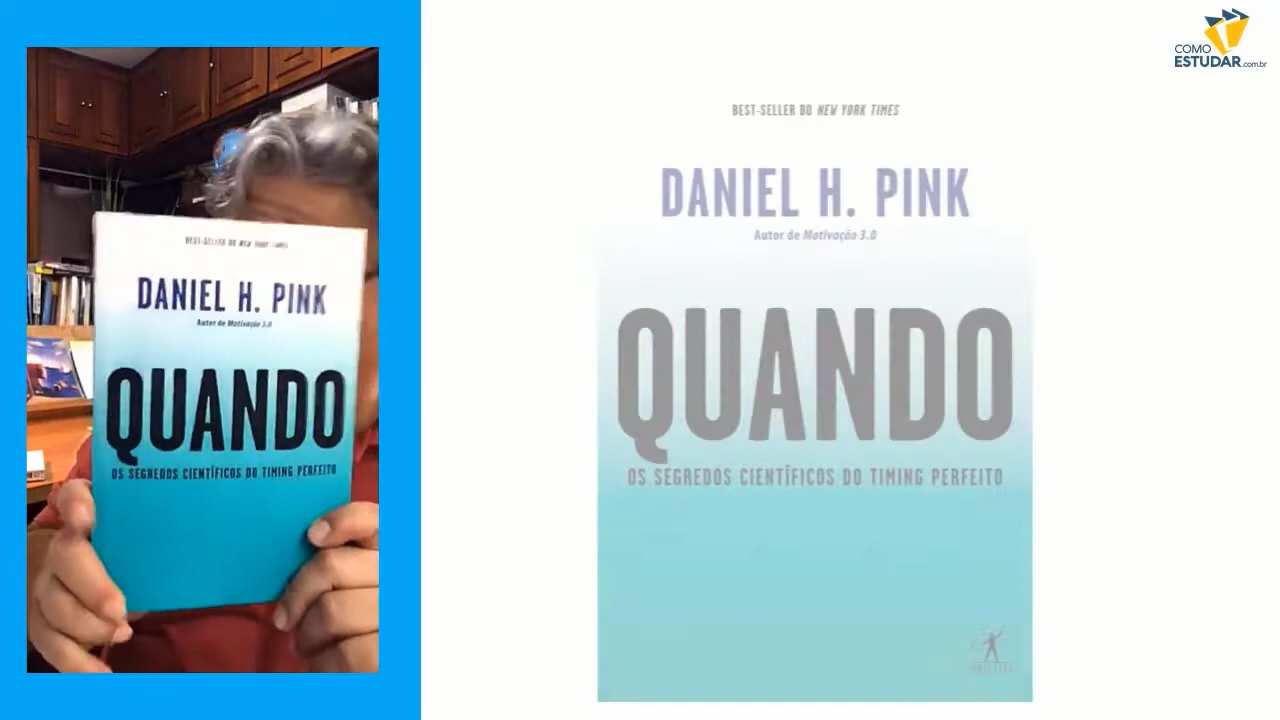 BEST-SELLER DO NEW YORK TIMES
DANIEL H. PINK
Autor de Motivação 3.0
QUANDO
OS SEGREDOS CIENTÍFICOS DO TIMING PERFEITO
COMO
ESTUDAR.com.br
BEST-SELLER DO NEW YORK TIMES
DANIEL H. PINK
Autor de Motivação 3.0
QUANDO
OS SEGREDOS CIENTÍFICOS DO TIMING PERFEITO